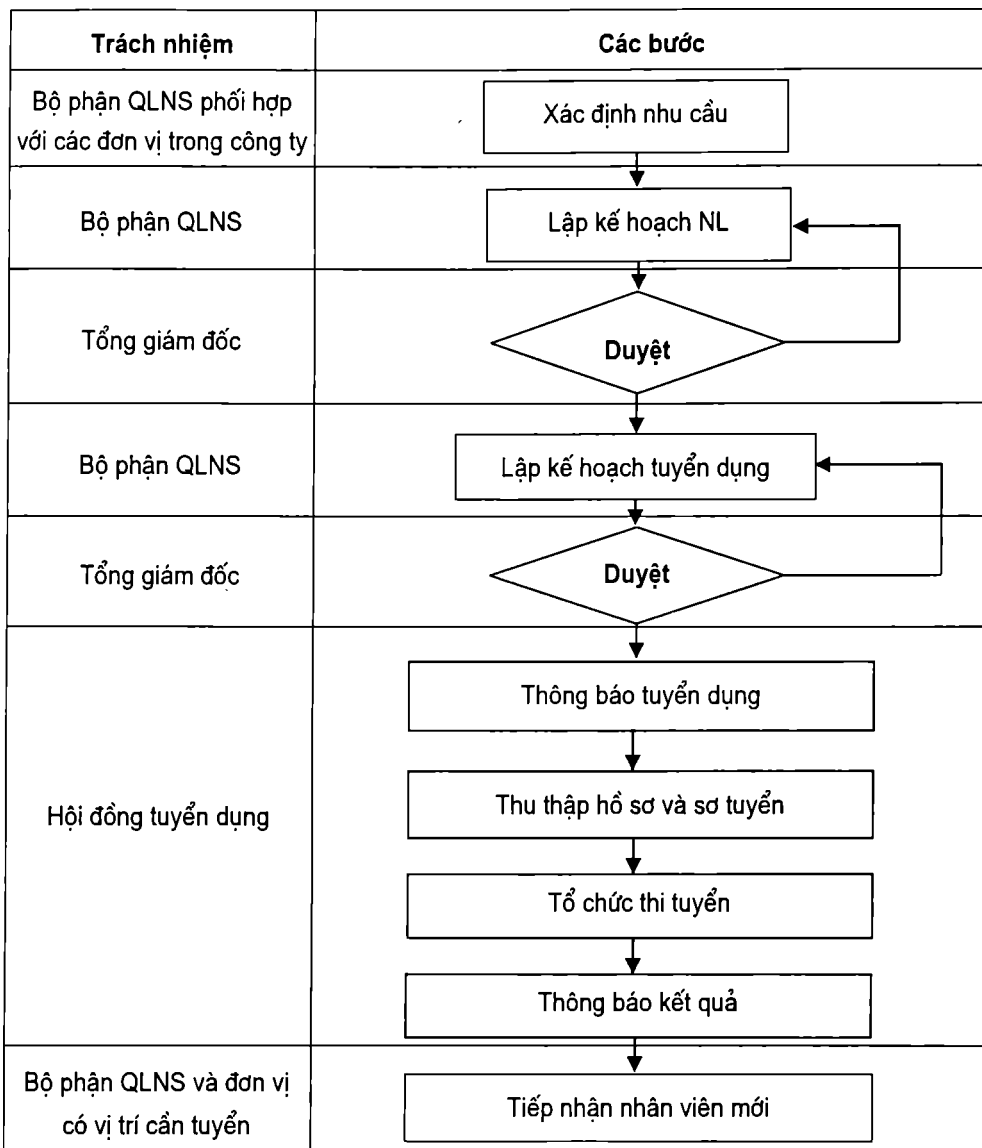 Trách nhiệm
Các bước
Bộ phận QLNS phối hợp
với các đơn vị trong công ty
Xác định nhu cầu
Bộ phận QLNS
Lập kế hoạch NL
Tổng giám đốc
Duyệt
Bộ phận QLNS
Lập kế hoạch tuyển dụng
Tổng giám đốc
Duyệt
Hội đồng tuyển dụng
Thông báo tuyển dụng
Thu thập hồ sơ và sơ tuyển
Tổ chức thi tuyển
Thông báo kết quả
Bộ phận QLNS và đơn vị
có vị trí cần tuyển
Tiếp nhận nhân viên mới